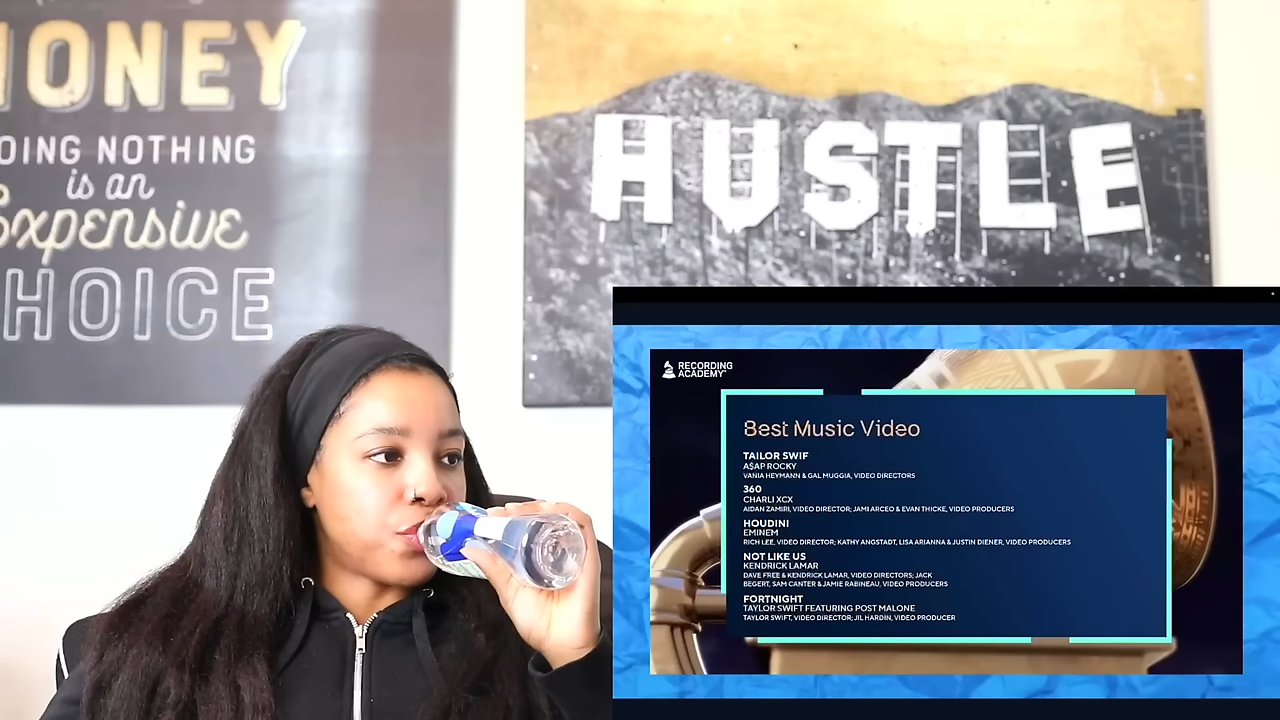 MONEY
DOING NOTHING
is an
Expensive
CHOICE
HUSTLE
RECORDING
ACADEMY
Best Music Video
TAILOR SWIF
A$AP ROCKY
VANIA HEYMANN & GAL MUGGIA, VIDEO DIRECTORS
360
CHARLI XCX
AIDAN ZAMIRI, VIDEO DIRECTOR; JAMI ARCEO & EVAN THICKE, VIDEO PRODUCERS
HOUDINI
EMINEM
RICH LEE, VIDEO DIRECTOR; KATHY ANGSTADT, LISA ARIANNA & JUSTIN DIENER, VIDEO PRODUCERS
NOT LIKE US
KENDRICK LAMAR
DAVE FREE & KENDRICK LAMAR, VIDEO DIRECTORS; JACK
BEGERT, SAM CANTER & JAMIE RABINEAU, VIDEO PRODUCERS
FORTNIGHT
TAYLOR SWIFT FEATURING POST MALONE
TAYLOR SWIFT, VIDEO DIRECTOR; JIL HARDIN, VIDEO PRODUCER